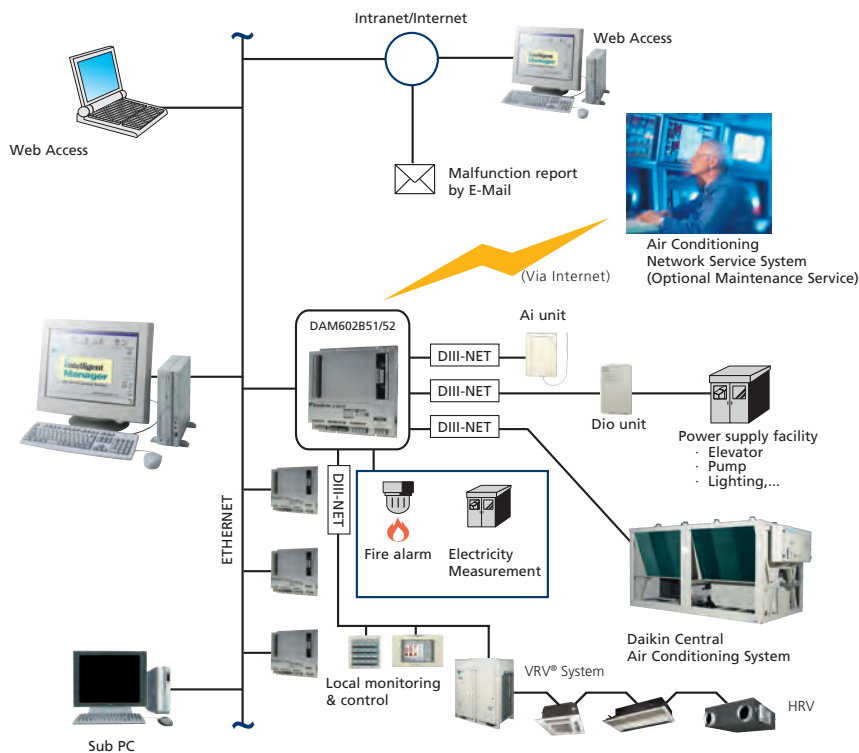 Intranet/Internet
Web Access
Web Access
Malfunction report
by E-Mail
Air Conditioning
Network Service System
(Optional Maintenance Service)
(Via Internet)
DAM602B51/52
Ai unit
DIII-NET
DIII-NET
DIII-NET
Dio unit
Power supply facility
· Elevator
· Pump
· Lighting,...
Intelligent
Manager
ETHERNET
DIII-NET
Fire alarm
Electricity
Measurement
Daikin Central
Air Conditioning System
Local monitoring
& control
VRV® System
HRV
Sub PC